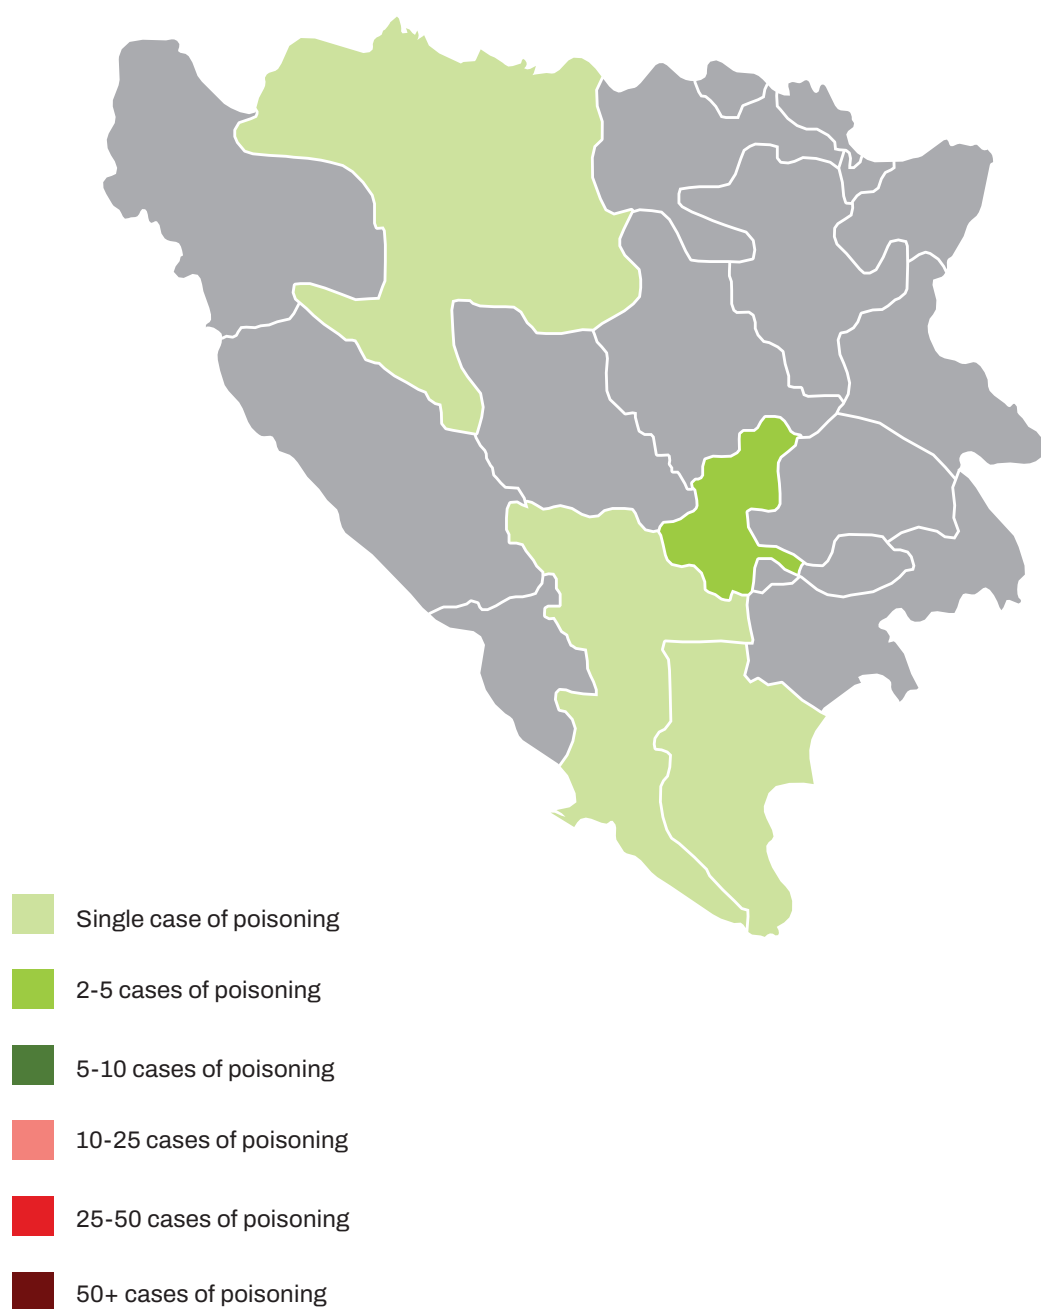 Single case of poisoning
2-5 cases of poisoning
5-10 cases of poisoning
10-25 cases of poisoning
25-50 cases of poisoning
50+ cases of poisoning